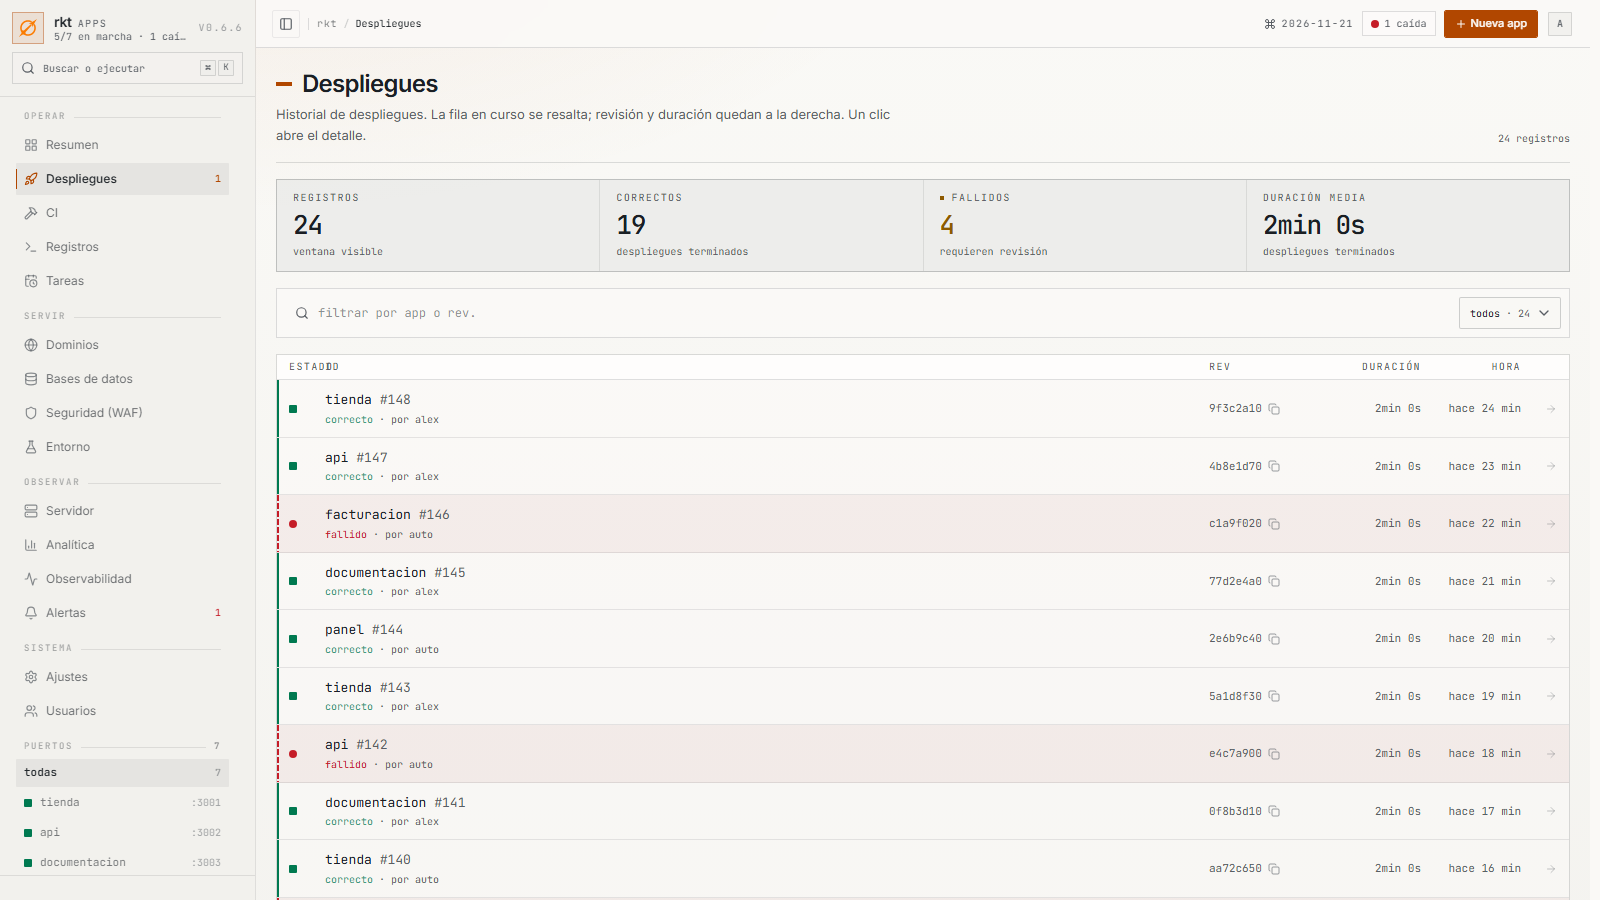 rkt APPS
5/7 en marcha · 1 caí…
V0.6.6
Buscar o ejecutar ⌘ K
OPERAR
Resumen
Despliegues 1
CI
Registros
Tareas
SERVIR
Dominios
Bases de datos
Seguridad (WAF)
Entorno
OBSERVAR
Servidor
Analítica
Observabilidad
Alertas 1
SISTEMA
Ajustes
Usuarios
PUERTOS 7
todas 7
tienda :3001
api :3002
documentacion :3003
rkt / Despliegues
⌘ 2026-11-21
1 caída
+ Nueva app
A
Despliegues
Historial de despliegues. La fila en curso se resalta; revisión y duración quedan a la derecha. Un clic
abre el detalle.
24 registros
REGISTROS
24
ventana visible
CORRECTOS
19
despliegues terminados
FALLIDOS
4
requieren revisión
DURACIÓN MEDIA
2min 0s
despliegues terminados
filtrar por app o rev.
todos · 24
ESTADO REV DURACIÓN HORA
tienda #148
correcto · por alex
9f3c2a10 2min 0s hace 24 min →
api #147
correcto · por alex
4b8e1d70 2min 0s hace 23 min →
facturacion #146
fallido · por auto
c1a9f020 2min 0s hace 22 min →
documentacion #145
correcto · por alex
77d2e4a0 2min 0s hace 21 min →
panel #144
correcto · por auto
2e6b9c40 2min 0s hace 20 min →
tienda #143
correcto · por alex
5a1d8f30 2min 0s hace 19 min →
api #142
fallido · por auto
e4c7a900 2min 0s hace 18 min →
documentacion #141
correcto · por alex
0f8b3d10 2min 0s hace 17 min →
tienda #140
correcto · por auto
aa72c650 2min 0s hace 16 min →